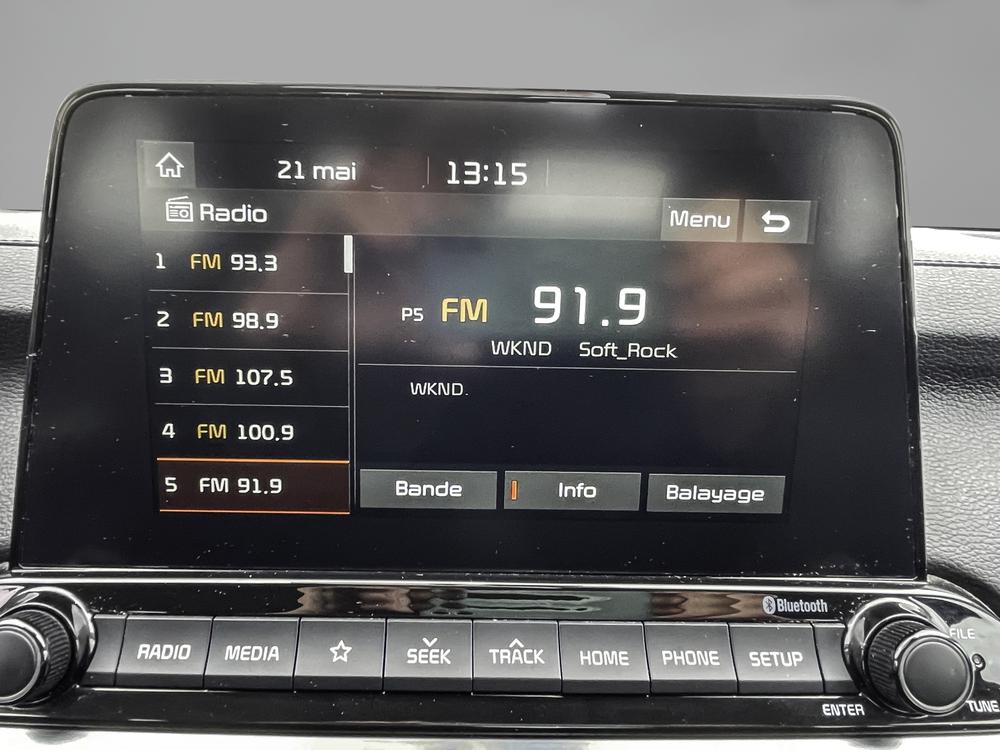 21 mai 13:15
Radio Menu
1 FM 93.3
2 FM 98.9
3 FM 107.5
4 FM 100.9
5 FM 91.9
P5 FM 91.9
WKND Soft_Rock
WKND.
Bande Info Balayage
Bluetooth
RADIO MEDIA SEEK TRACK HOME PHONE SETUP
FILE
ENTER TUNE